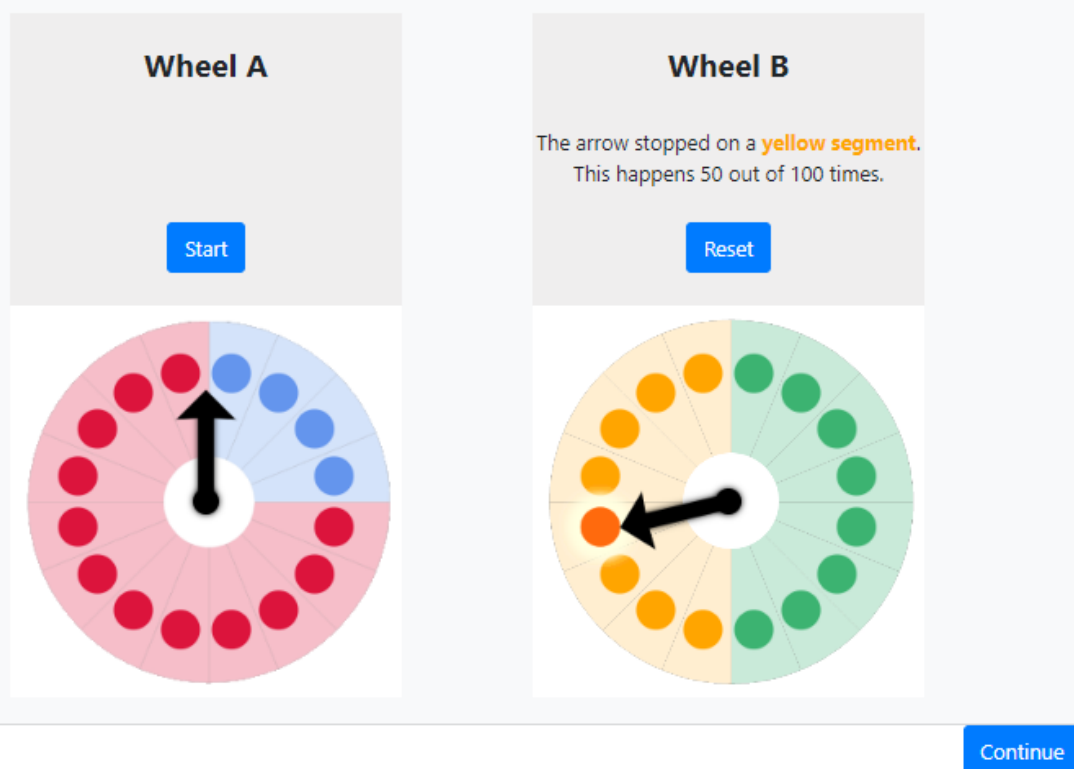 Wheel A
Start
Wheel B
The arrow stopped on a yellow segment.
This happens 50 out of 100 times.
Reset
Continue